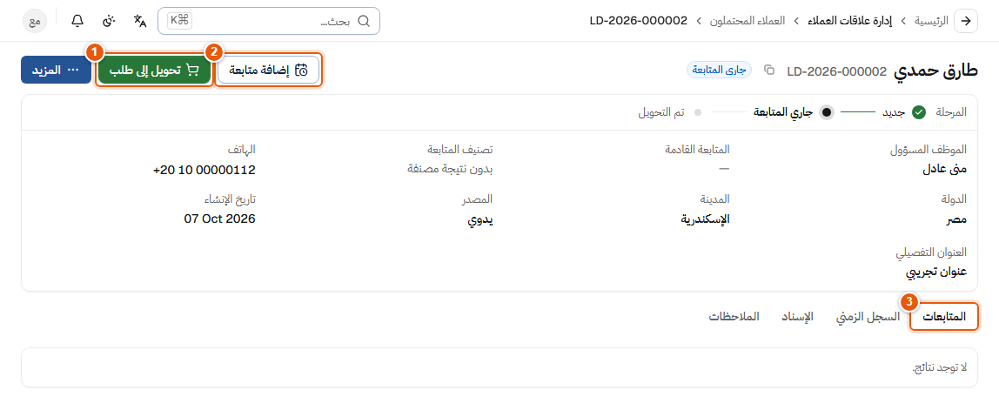 الرئيسية > إدارة علاقات العملاء > العملاء المحتملون > LD-2026-000002
بحث... K⌘
مع
طارق حمدي LD-2026-000002 جاري المتابعة
2 إضافة متابعة
1 تحويل إلى طلب
المزيد ...
المرحلة جديد جاري المتابعة تم التحويل
الموظف المسؤول المتابعة القادمة تصنيف المتابعة الهاتف
منى عادل — بدون نتيجة مصنفة +20 10 00000112
الدولة المدينة المصدر تاريخ الإنشاء
مصر الإسكندرية يدوي 07 Oct 2026
العنوان التفصيلي
عنوان تجريبي
3 المتابعات السجل الزمني الإسناد الملاحظات
لا توجد نتائج.